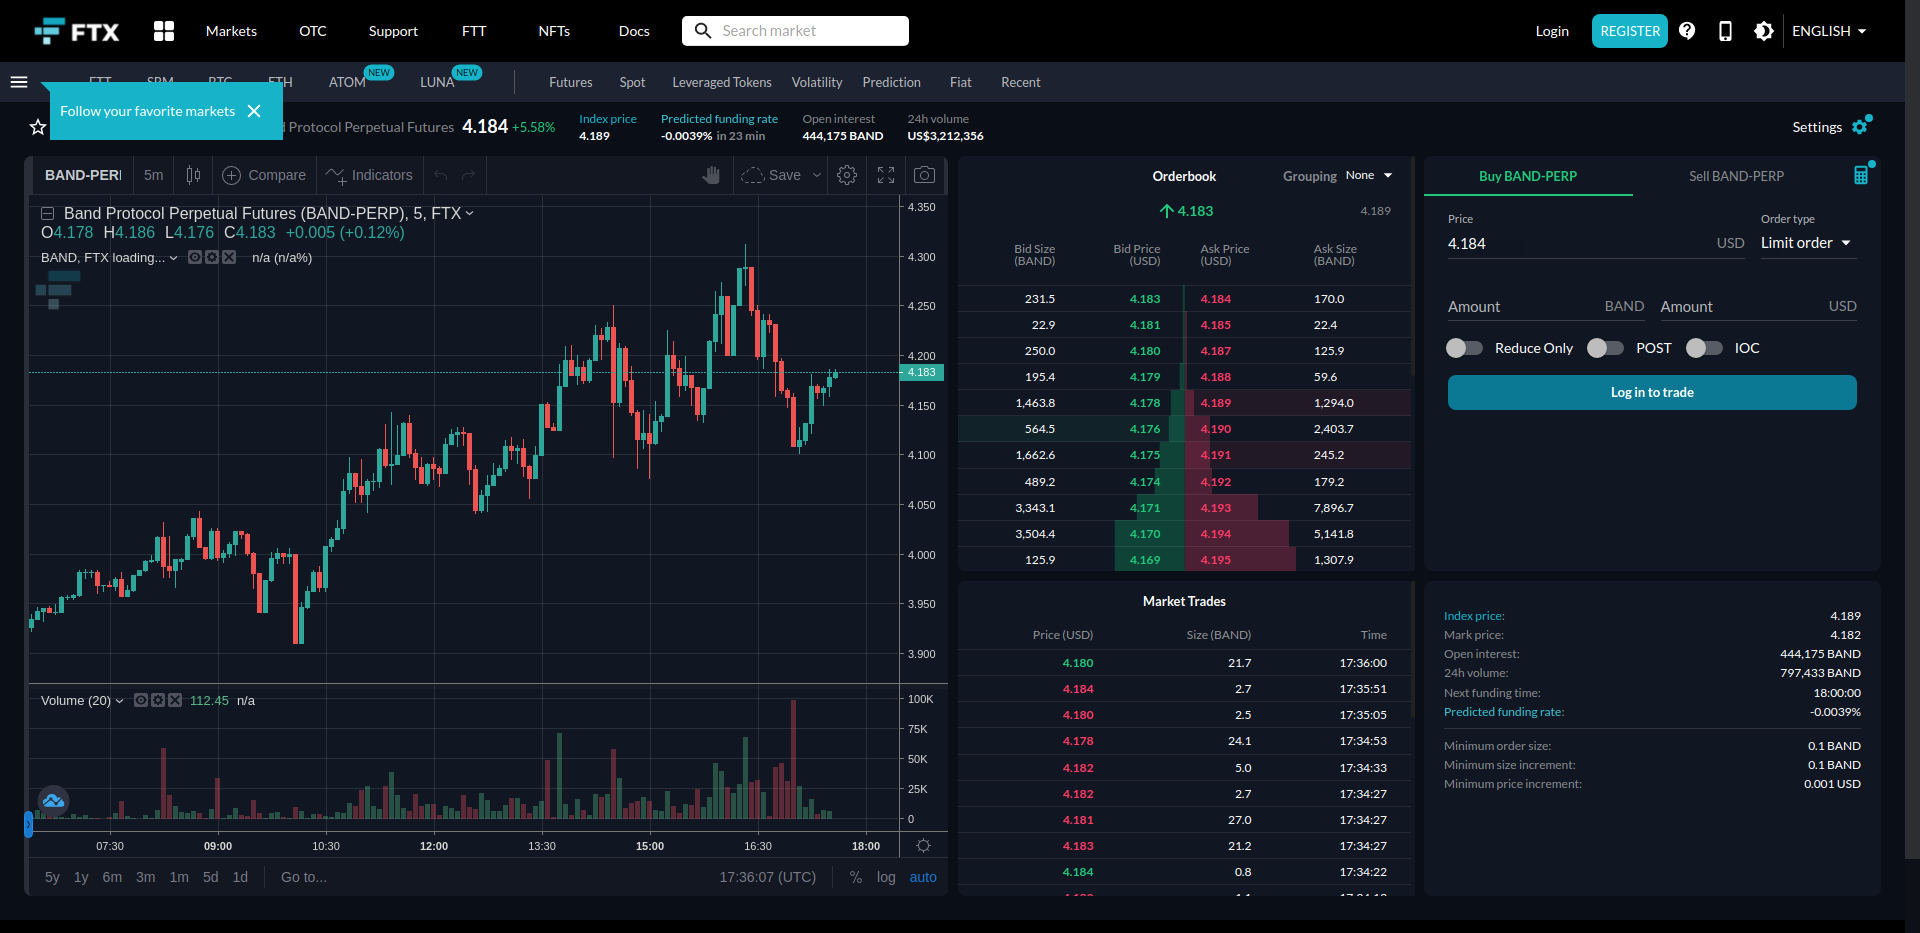 FTX
Markets
OTC
Support
FTT
NFTs
Docs
Search market
Login
REGISTER
ENGLISH
ATOM
NEW
LUNA
NEW
Futures
Spot
Leveraged Tokens
Volatility
Prediction
Fiat
Recent
Follow your favorite markets
Protocol Perpetual Futures
4.184
+5.58%
Index price
4.189
Predicted funding rate
-0.0039% in 23 min
Open interest
444,175 BAND
24h volume
US$3,212,356
Settings
5m
Compare
Indicators
Save
Band Protocol Perpetual Futures (BAND-PERP), 5, FTX
O4.178 H4.186 L4.176 C4.183 +0.005 (+0.12%)
BAND, FTX loading...
n/a (n/a%)
4.350
4.300
4.250
4.200
4.183
4.150
4.100
4.050
4.000
3.950
3.900
Volume (20)
112.45 n/a
100K
75K
50K
25K
0
07:30 09:00 10:30 12:00 13:30 15:00 16:30 18:00
5y 1y 6m 3m 1m 5d 1d
Go to...
17:36:07 (UTC)
%
log
auto
Orderbook
Grouping
None
4.183
4.189
Bid Size (BAND)
Bid Price (USD)
Ask Price (USD)
Ask Size (BAND)
231.5 4.183 4.184 170.0
22.9 4.181 4.185 22.4
250.0 4.180 4.187 125.9
195.4 4.179 4.188 59.6
1,463.8 4.178 4.189 1,294.0
564.5 4.176 4.190 2,403.7
1,662.6 4.175 4.191 245.2
489.2 4.174 4.192 179.2
3,343.1 4.171 4.193 7,896.7
3,504.4 4.170 4.194 5,141.8
125.9 4.169 4.195 1,307.9
Market Trades
Price (USD) Size (BAND) Time
4.180 21.7 17:36:00
4.184 2.7 17:35:51
4.180 2.5 17:35:05
4.178 24.1 17:34:53
4.182 5.0 17:34:33
4.182 2.7 17:34:27
4.181 27.0 17:34:27
4.183 21.2 17:34:27
4.184 0.8 17:34:22
Buy BAND-PERP
Sell BAND-PERP
Price
4.184
USD
Order type
Limit order
Amount
BAND
Amount
USD
Reduce Only
POST
IOC
Log in to trade
Index price: 4.189
Mark price: 4.182
Open interest: 444,175 BAND
24h volume: 797,433 BAND
Next funding time: 18:00:00
Predicted funding rate: -0.0039%
Minimum order size: 0.1 BAND
Minimum size increment: 0.1 BAND
Minimum price increment: 0.001 USD